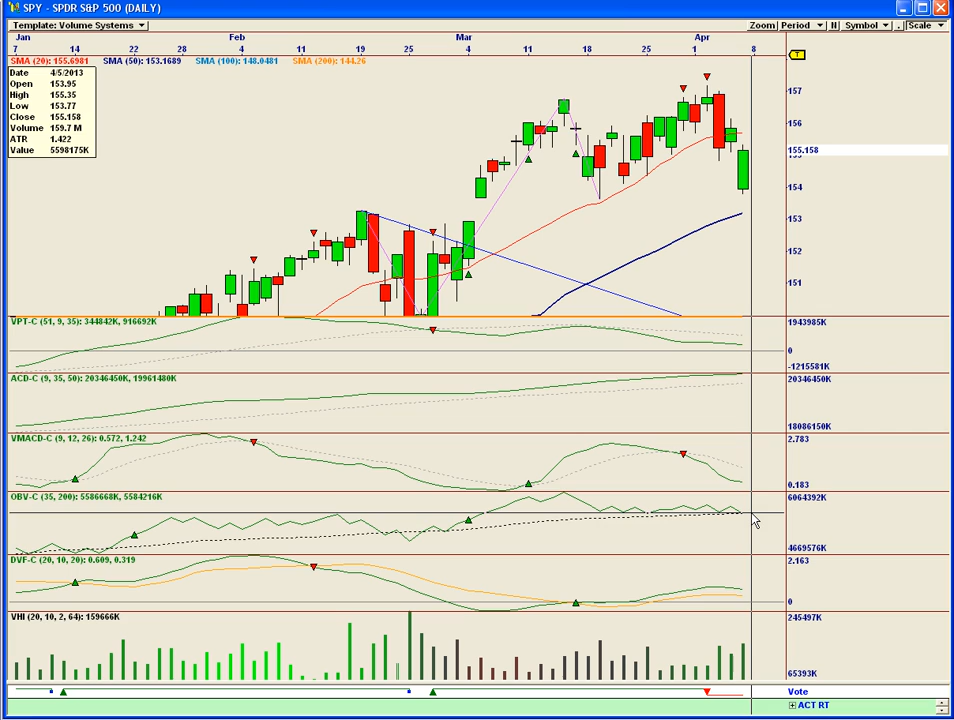 SPY - SPDR S&P 500 (DAILY)
Template: Volume Systems Zoom Period N Symbol . Scale
Jan Feb Mar Apr
7 14 22 28 4 11 19 25 4 11 18 25 1 8
SMA (20): 155.6981 SMA (50): 153.1689 SMA (100): 148.0481 SMA (200): 144.26
Date 4/5/2013
Open 153.95
High 155.35
Low 153.77
Close 155.158
Volume 159.7 M
ATR 1.422
Value 5598175K
T
157
156
155.158
155
154
153
152
151
VPT-C (51, 9, 35): 344842K, 916692K
1943985K
0
-1215581K
ACD-C (9, 35, 50): 20346450K, 19961480K
20346450K
18086150K
VMACD-C (9, 12, 26): 0.572, 1.242
2.783
0.183
OBV-C (35, 200): 5586668K, 5584216K
6064392K
4669576K
DVF-C (20, 10, 20): 0.609, 0.319
2.163
0
VHI (20, 10, 2, 64): 159666K
245497K
65393K
Vote
ACT RT